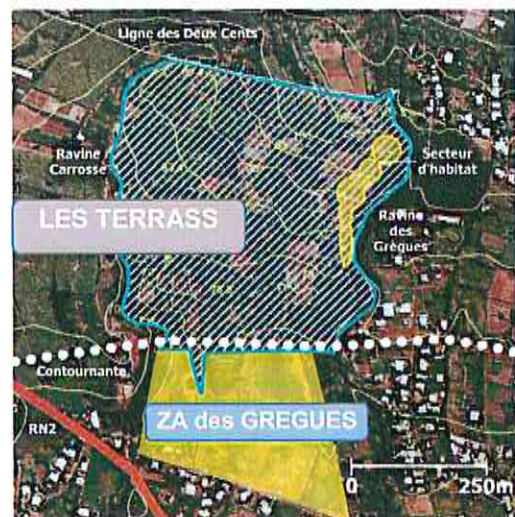 Ligne des Deux Cents
Ravine
Carrosse
Secteur
d'habitat
LES TERRASS
Ravine
des
Grègues
Contournante
ZA des GREGUES
RN2
0 250m